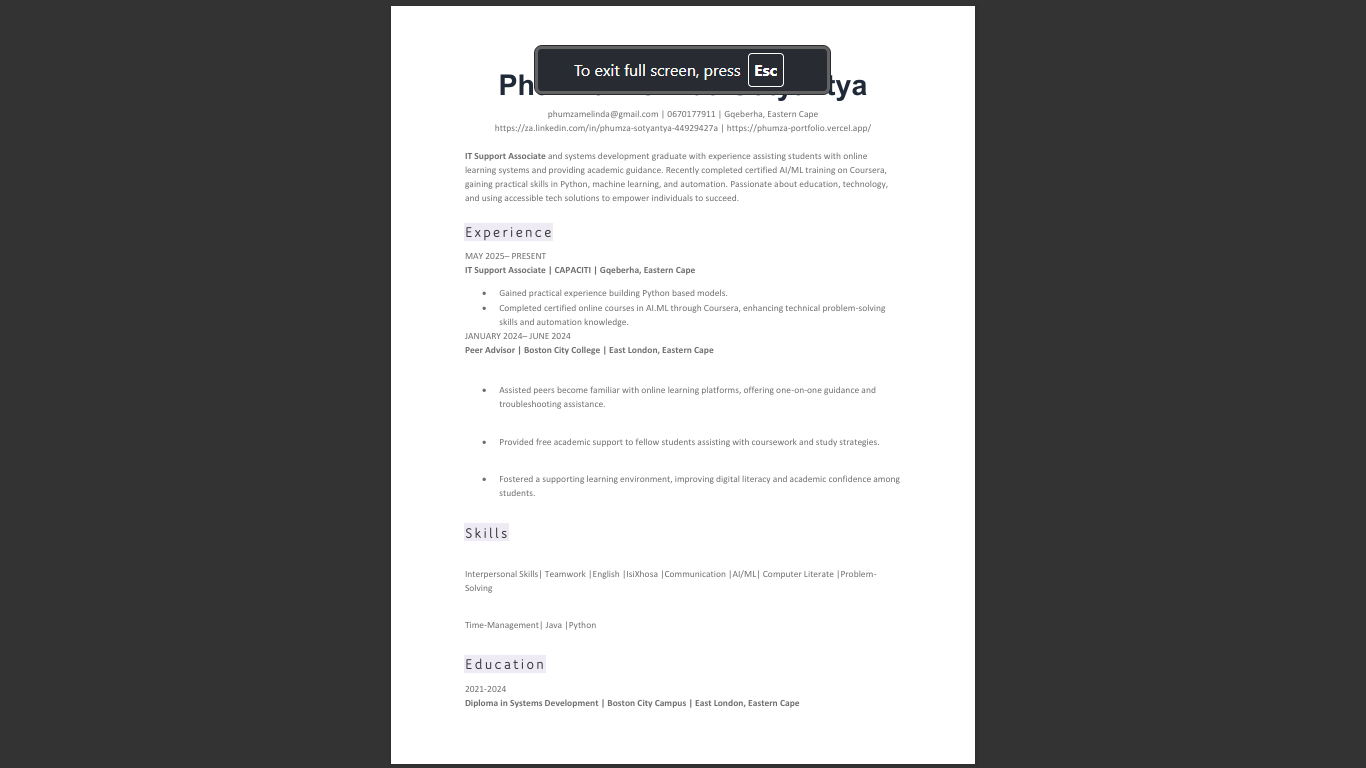 To exit full screen, press Esc
phumzamelinda@gmail.com | 0670177911 | Gqeberha, Eastern Cape
https://za.linkedin.com/in/phumza-sotyantya-44929427a | https://phumza-portfolio.vercel.app/
IT Support Associate and systems development graduate with experience assisting students with online
learning systems and providing academic guidance. Recently completed certified AI/ML training on Coursera,
gaining practical skills in Python, machine learning, and automation. Passionate about education, technology,
and using accessible tech solutions to empower individuals to succeed.
Experience
MAY 2025– PRESENT
IT Support Associate | CAPACITI | Gqeberha, Eastern Cape
• Gained practical experience building Python based models.
• Completed certified online courses in AI.ML through Coursera, enhancing technical problem-solving
skills and automation knowledge.
JANUARY 2024– JUNE 2024
Peer Advisor | Boston City College | East London, Eastern Cape
• Assisted peers become familiar with online learning platforms, offering one-on-one guidance and
troubleshooting assistance.
• Provided free academic support to fellow students assisting with coursework and study strategies.
• Fostered a supporting learning environment, improving digital literacy and academic confidence among
students.
Skills
Interpersonal Skills| Teamwork |English |IsiXhosa |Communication |AI/ML| Computer Literate |Problem-
Solving
Time-Management| Java |Python
Education
2021-2024
Diploma in Systems Development | Boston City Campus | East London, Eastern Cape